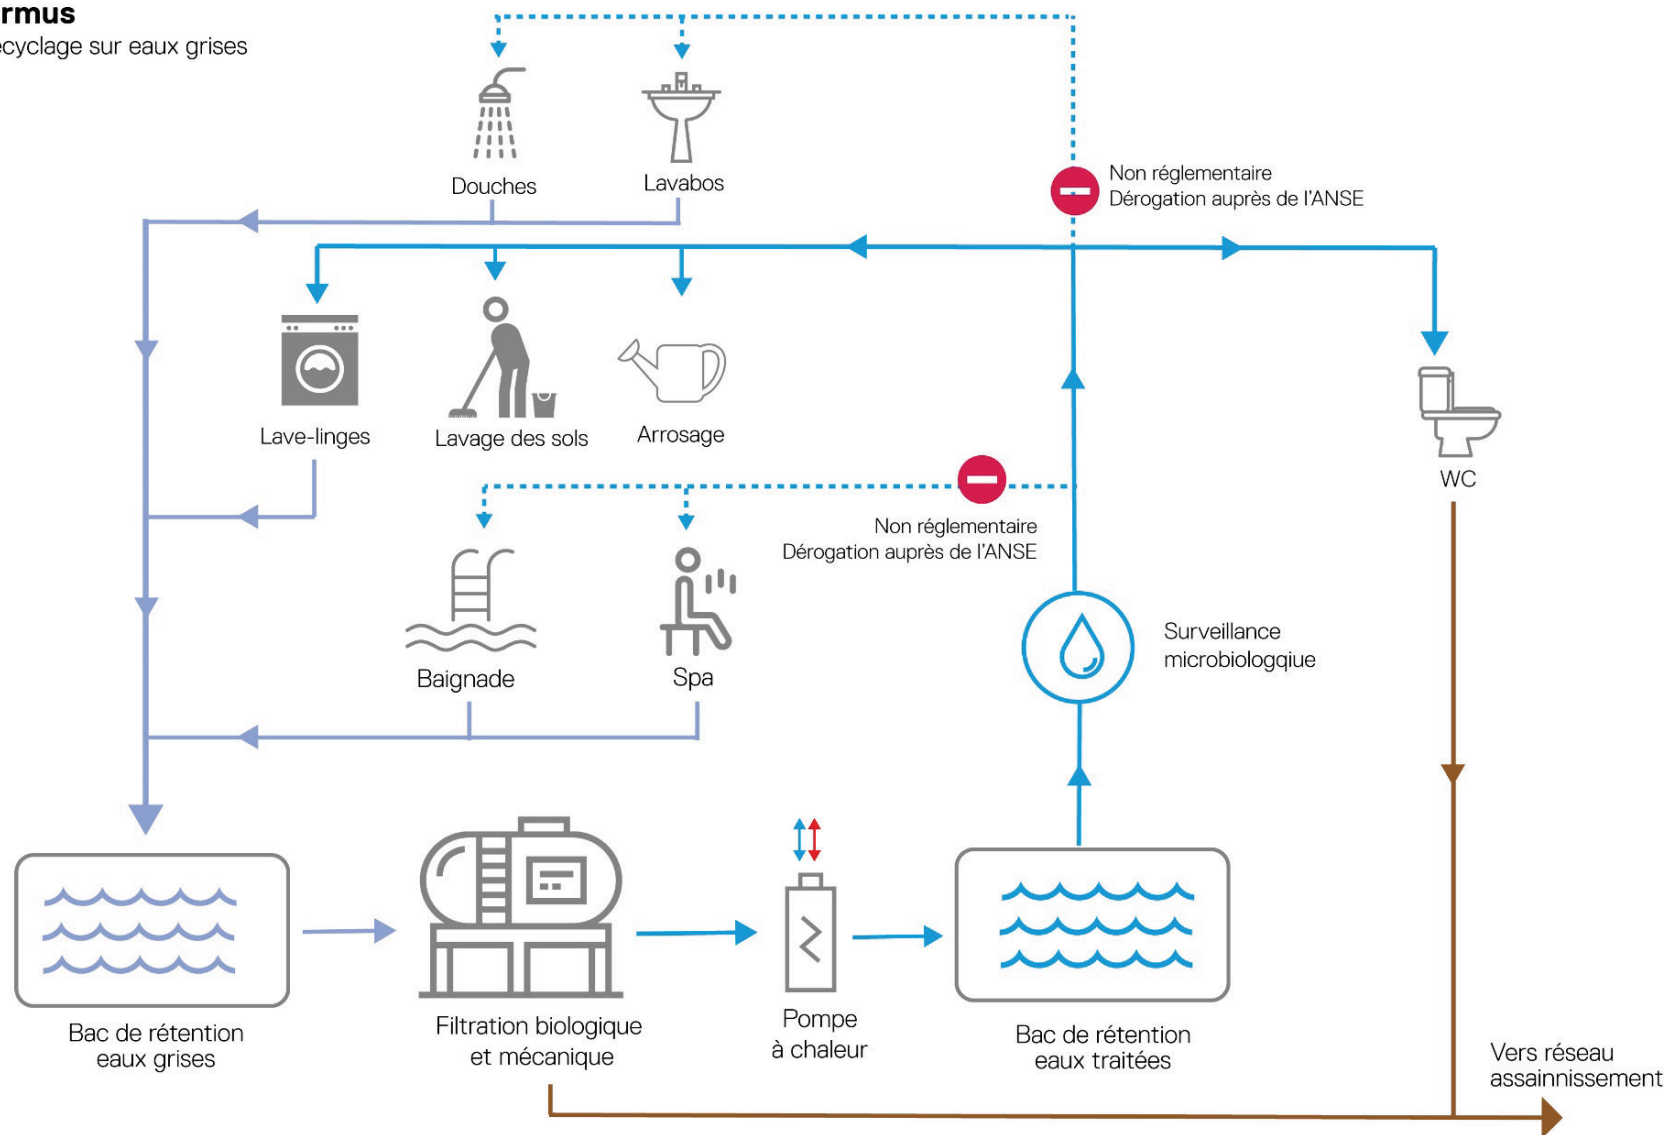 rmus
ecyclage sur eaux grises
Douches
Lavabos
Non réglementaire
Dérogation auprès de l'ANSE
Lave-linges
Lavage des sols
Arrosage
WC
Non réglementaire
Dérogation auprès de l'ANSE
Baignade
Spa
Surveillance
microbiologqiue
Bac de rétention
eaux grises
Filtration biologique
et mécanique
Pompe
à chaleur
Bac de rétention
eaux traitées
Vers réseau
assainnissement